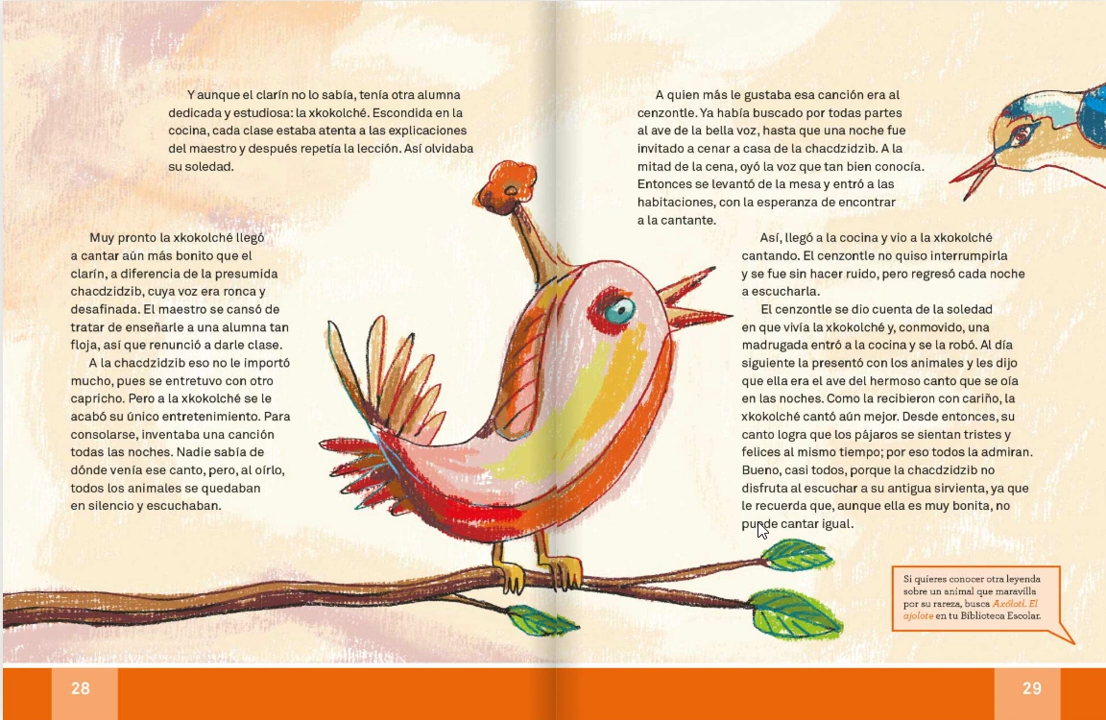 Y aunque el clarín no lo sabía, tenía otra alumna
dedicada y estudiosa: la xkokolché. Escondida en la
cocina, cada clase estaba atenta a las explicaciones
del maestro y después repetía la lección. Así olvidaba
su soledad.
Muy pronto la xkokolché llegó
a cantar aún más bonito que el
clarín, a diferencia de la presumida
chacdzidzib, cuya voz era ronca y
desafinada. El maestro se cansó de
tratar de enseñarle a una alumna tan
floja, así que renunció a darle clase.
A la chacdzidzib eso no le importó
mucho, pues se entretuvo con otro
capricho. Pero a la xkokolché se le
acabó su único entretenimiento. Para
consolarse, inventaba una canción
todas las noches. Nadie sabía de
dónde venía ese canto, pero, al oírlo,
todos los animales se quedaban
en silencio y escuchaban.
28
A quien más le gustaba esa canción era al
cenzontle. Ya había buscado por todas partes
al ave de la bella voz, hasta que una noche fue
invitado a cenar a casa de la chacdzidzib. A la
mitad de la cena, oyó la voz que tan bien conocía.
Entonces se levantó de la mesa y entró a las
habitaciones, con la esperanza de encontrar
a la cantante.
Así, llegó a la cocina y vio a la xkokolché
cantando. El cenzontle no quiso interrumpirla
y se fue sin hacer ruido, pero regresó cada noche
a escucharla.
El cenzontle se dio cuenta de la soledad
en que vivía la xkokolché y, conmovido, una
madrugada entró a la cocina y se la robó. Al día
siguiente la presentó con los animales y les dijo
que ella era el ave del hermoso canto que se oía
en las noches. Como la recibieron con cariño, la
xkokolché cantó aún mejor. Desde entonces, su
canto logra que los pájaros se sientan tristes y
felices al mismo tiempo; por eso todos la admiran.
Bueno, casi todos, porque la chacdzidzib no
disfruta al escuchar a su antigua sirvienta, ya que
le recuerda que, aunque ella es muy bonita, no
puede cantar igual.
Si quieres conocer otra leyenda
sobre un animal que maravilla
por su rareza, busca Axólotl. El
ajolote en tu Biblioteca Escolar.
29